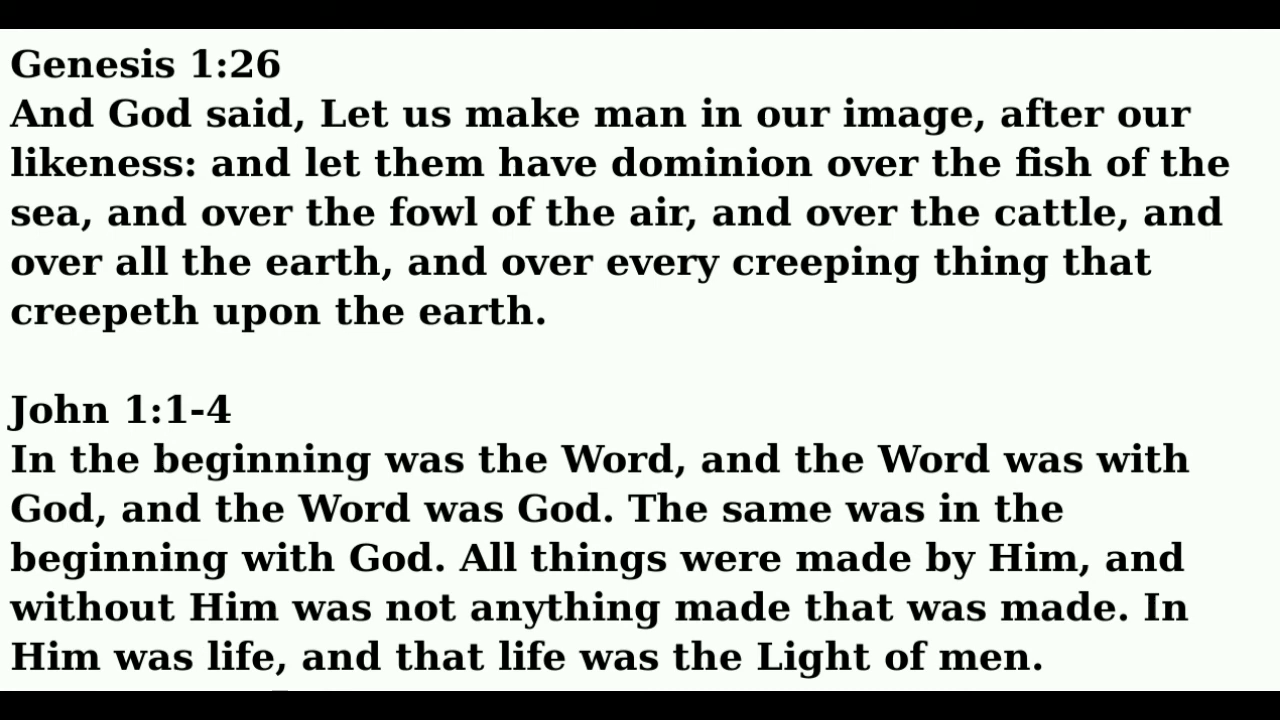 Genesis 1:26
And God said, Let us make man in our image, after our
likeness: and let them have dominion over the fish of the
sea, and over the fowl of the air, and over the cattle, and
over all the earth, and over every creeping thing that
creepeth upon the earth.
John 1:1-4
In the beginning was the Word, and the Word was with
God, and the Word was God. The same was in the
beginning with God. All things were made by Him, and
without Him was not anything made that was made. In
Him was life, and that life was the Light of men.